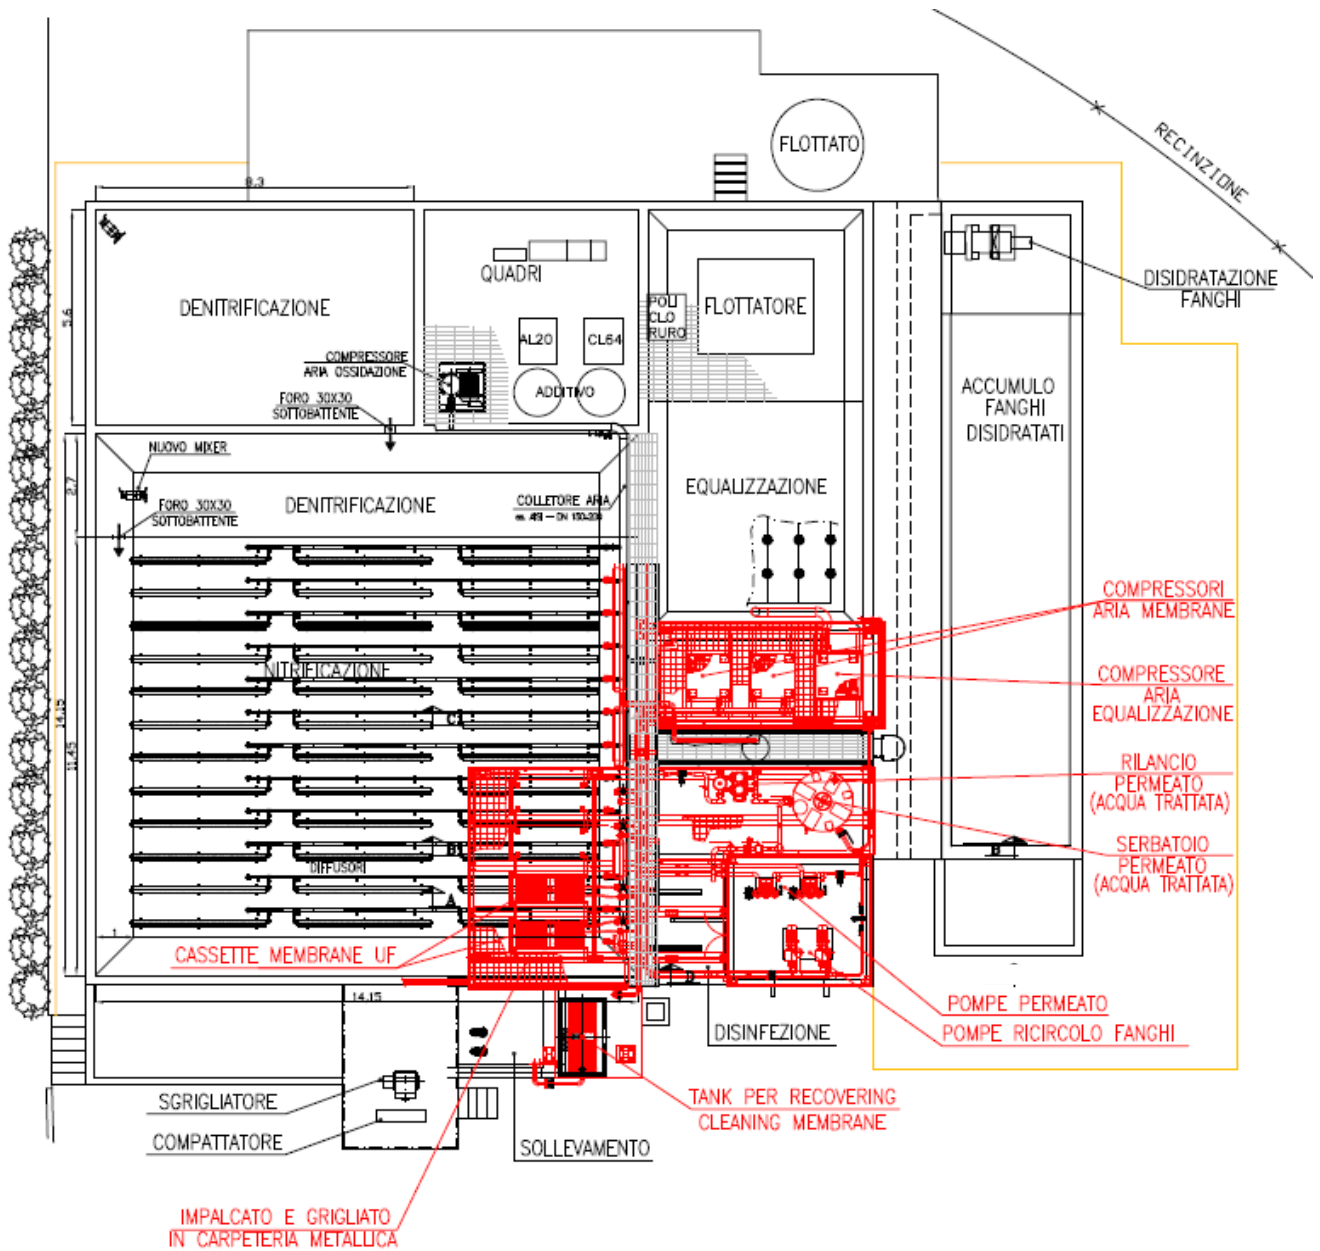 FLOTTATO
RECINZIONE
8.3
QUADRI
DISIDRATAZIONE
FANGHI
DENITRIFICAZIONE
5.6
POLI
CLO
RURO
FLOTTATORE
AL20
CL64
COMPRESSORE
ARIA OSSIDAZIONE
ADDITIVO
ACCUMULO
FANGHI
DISIDRATATI
FORO 30X30
SOTTOBATTENTE
NUOVO MIXER
2.7
DENITRIFICAZIONE
COLLETORE ARIA
EQUALIZZAZIONE
FORO 30X30
SOTTOBATTENTE
COMPRESSORI
ARIA MEMBRANE
NITRIFICAZIONE
COMPRESSORE
ARIA
EQUALIZZAZIONE
14.15
11.45
RILANCIO
PERMEATO
(ACQUA TRATTATA)
SERBATOIO
PERMEATO
(ACQUA TRATTATA)
DIFFUSORI
A
CASSETTE MEMBRANE UF
14.15
POMPE PERMEATO
DISINFEZIONE
POMPE RICIRCOLO FANGHI
SGRIGLIATORE
TANK PER RECOVERING
CLEANING MEMBRANE
COMPATTATORE
SOLLEVAMENTO
IMPALCATO E GRIGLIATO
IN CARPETERIA METALLICA